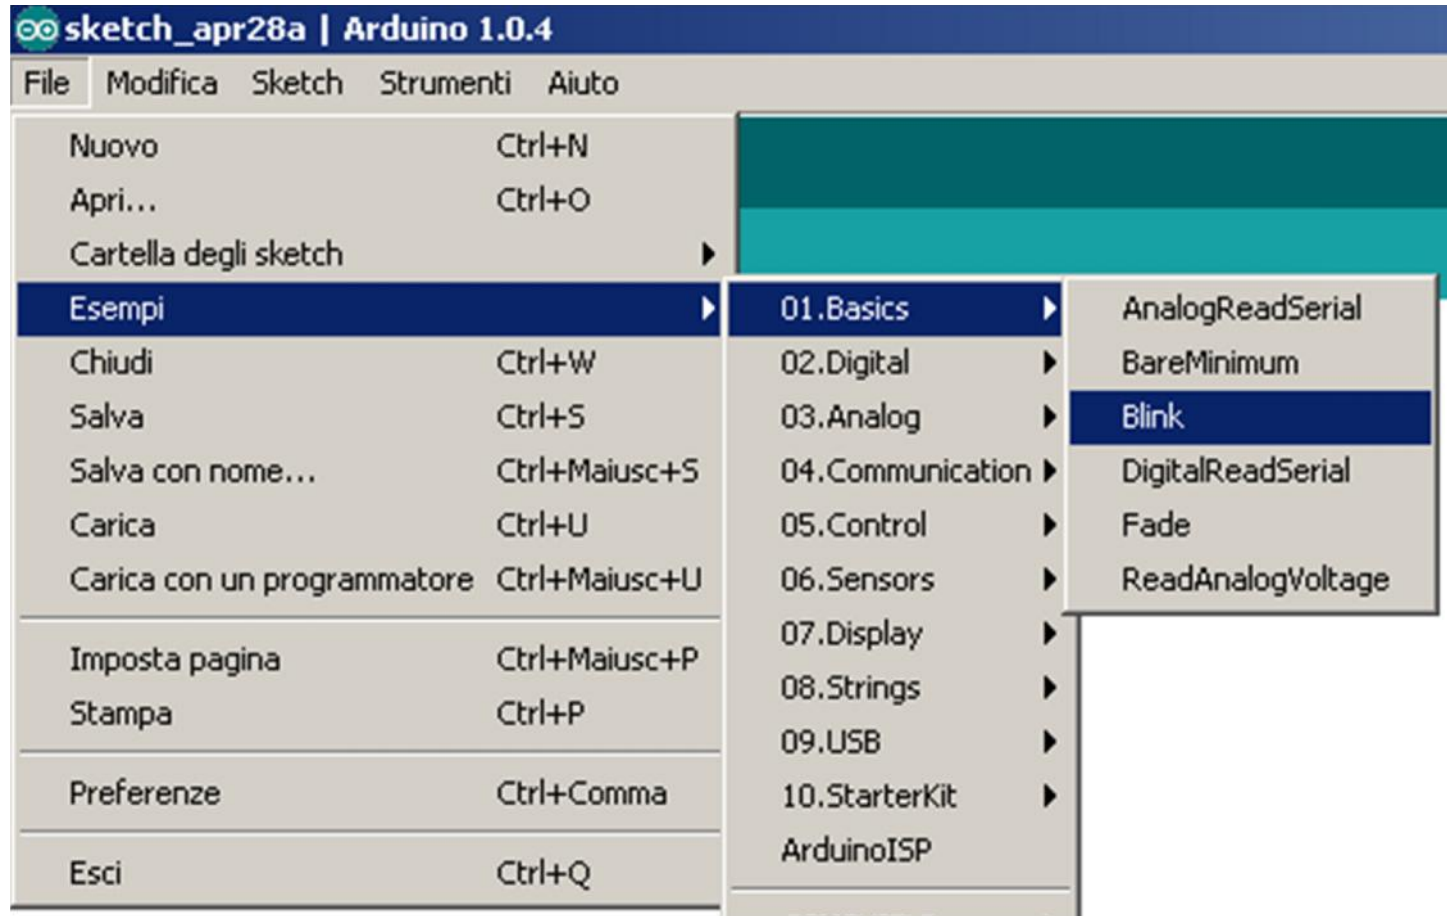 sketch_apr28a | Arduino 1.0.4
File Modifica Sketch Strumenti Aiuto
Nuovo Ctrl+N
Apri... Ctrl+O
Cartella degli sketch
Esempi
Chiudi Ctrl+W
Salva Ctrl+S
Salva con nome... Ctrl+Maiusc+S
Carica Ctrl+U
Carica con un programmatore Ctrl+Maiusc+U
Imposta pagina Ctrl+Maiusc+P
Stampa Ctrl+P
Preferenze Ctrl+Comma
Esci Ctrl+Q
01.Basics
02.Digital
03.Analog
04.Communication
05.Control
06.Sensors
07.Display
08.Strings
09.USB
10.StarterKit
ArduinoISP
AnalogReadSerial
BareMinimum
Blink
DigitalReadSerial
Fade
ReadAnalogVoltage